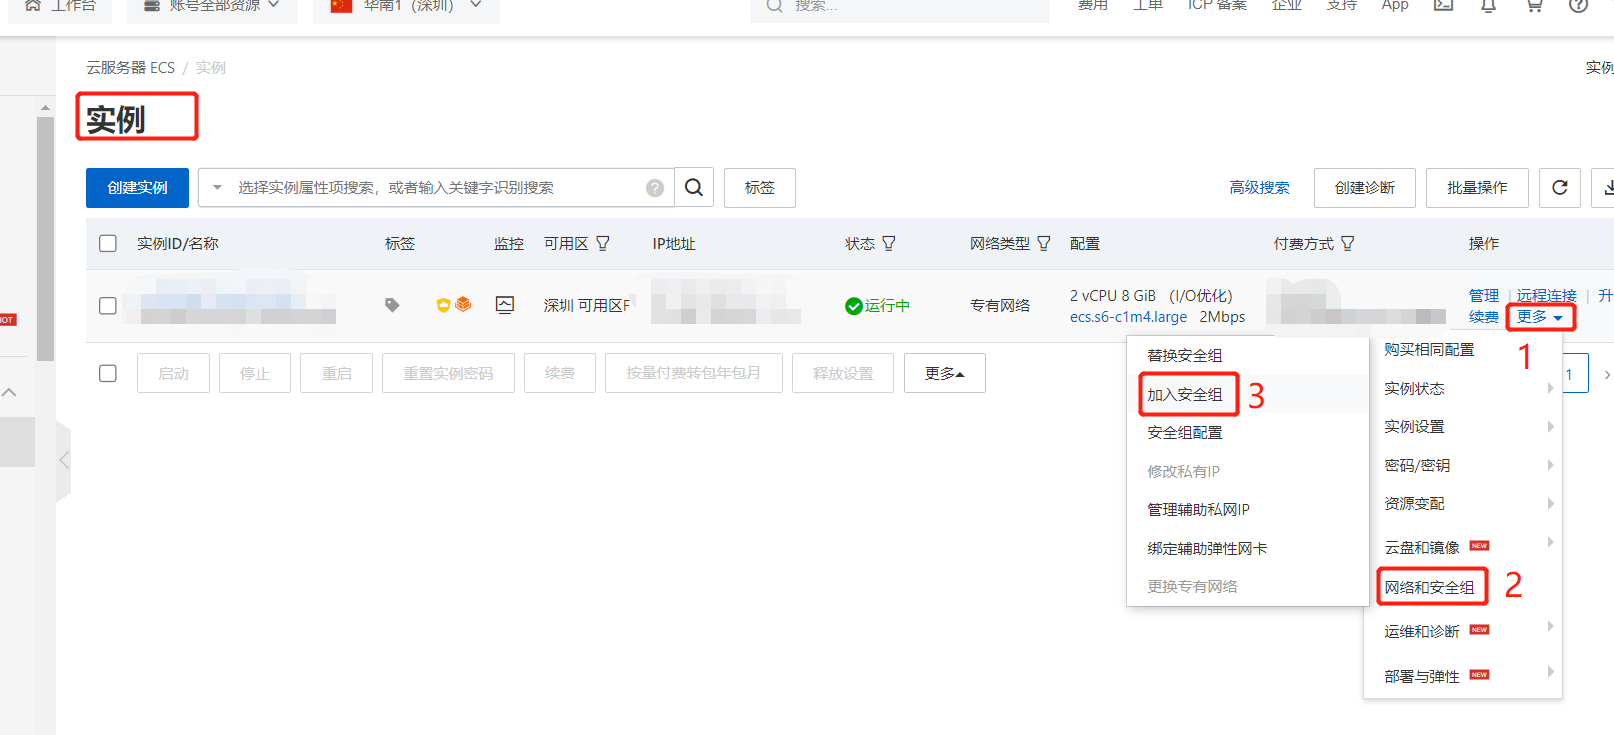 工作台 账号全部资源 华南1（深圳） 搜索... 费用 工单 ICP 备案 企业 支持 App
云服务器 ECS / 实例 实例
实例
创建实例 选择实例属性项搜索，或者输入关键字识别搜索 ? 标签 高级搜索 创建诊断 批量操作
实例ID/名称 标签 监控 可用区 IP地址 状态 网络类型 配置 付费方式 操作
深圳 可用区F 运行中 专有网络 2 vCPU 8 GiB （I/O优化） 管理 | 远程连接 | 升
ecs.s6-c1m4.large 2Mbps 续费 更多
启动 停止 重启 重置实例密码 续费 按量付费转包年包月 释放设置 更多 1
替换安全组
加入安全组 3
安全组配置
修改私有IP
管理辅助私网IP
绑定辅助弹性网卡
更换专有网络
购买相同配置 1
实例状态
实例设置
密码/密钥
资源变配
云盘和镜像 NEW
网络和安全组 2
运维和诊断 NEW
部署与弹性 NEW